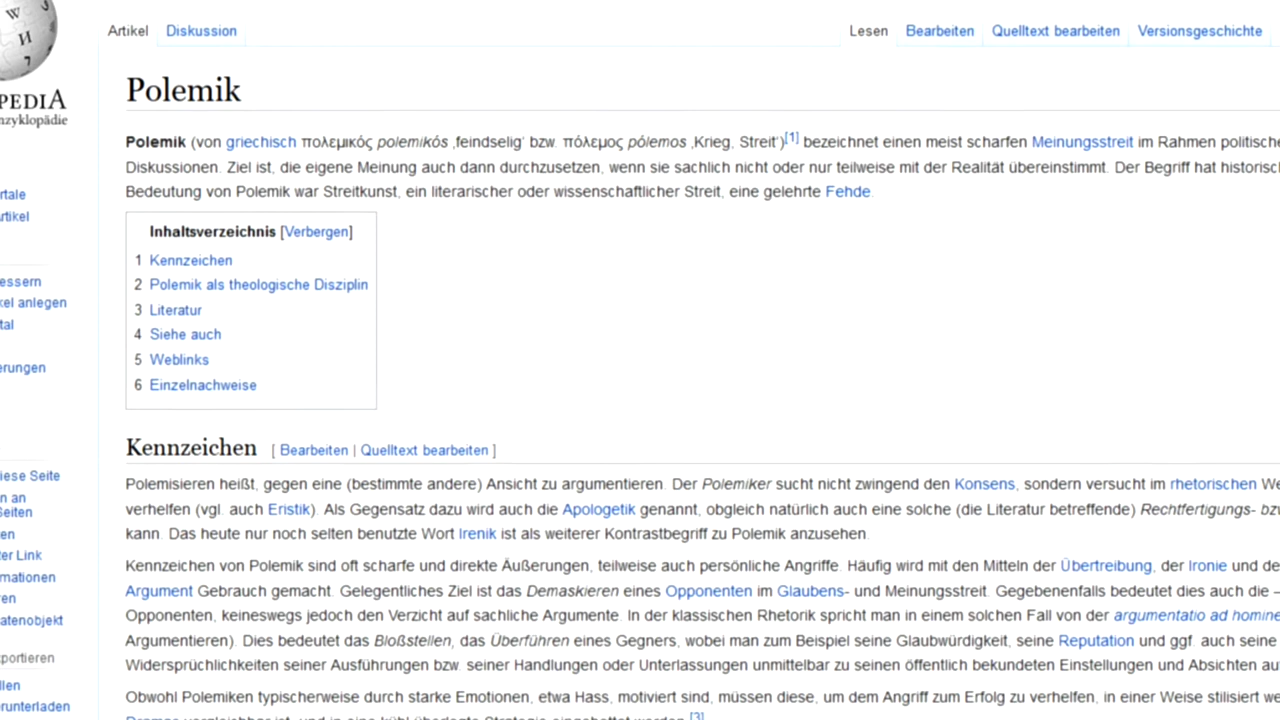 Artikel Diskussion Lesen Bearbeiten Quelltext bearbeiten Versionsgeschichte
PEDIA
nzyklopädie
Polemik
Polemik (von griechisch πολεμικός polemikós ‚feindselig‘ bzw. πόλεμος pólemos ‚Krieg, Streit‘)[1] bezeichnet einen meist scharfen Meinungsstreit im Rahmen politische
Diskussionen. Ziel ist, die eigene Meinung auch dann durchzusetzen, wenn sie sachlich nicht oder nur teilweise mit der Realität übereinstimmt. Der Begriff hat historisc
Bedeutung von Polemik war Streitkunst, ein literarischer oder wissenschaftlicher Streit, eine gelehrte Fehde.
Inhaltsverzeichnis [Verbergen]
1 Kennzeichen
2 Polemik als theologische Disziplin
3 Literatur
4 Siehe auch
5 Weblinks
6 Einzelnachweise
Kennzeichen [ Bearbeiten | Quelltext bearbeiten ]
Polemisieren heißt, gegen eine (bestimmte andere) Ansicht zu argumentieren. Der Polemiker sucht nicht zwingend den Konsens, sondern versucht im rhetorischen We
verhelfen (vgl. auch Eristik). Als Gegensatz dazu wird auch die Apologetik genannt, obgleich natürlich auch eine solche (die Literatur betreffende) Rechtfertigungs- bzw
kann. Das heute nur noch selten benutzte Wort Irenik ist als weiterer Kontrastbegriff zu Polemik anzusehen.
Kennzeichen von Polemik sind oft scharfe und direkte Äußerungen, teilweise auch persönliche Angriffe. Häufig wird mit den Mitteln der Übertreibung, der Ironie und de
Argument Gebrauch gemacht. Gelegentliches Ziel ist das Demaskieren eines Opponenten im Glaubens- und Meinungsstreit. Gegebenenfalls bedeutet dies auch die –
Opponenten, keineswegs jedoch den Verzicht auf sachliche Argumente. In der klassischen Rhetorik spricht man in einem solchen Fall von der argumentatio ad homine
Argumentieren). Dies bedeutet das Bloßstellen, das Überführen eines Gegners, wobei man zum Beispiel seine Glaubwürdigkeit, seine Reputation und ggf. auch seine
Widersprüchlichkeiten seiner Ausführungen bzw. seiner Handlungen oder Unterlassungen unmittelbar zu seinen öffentlich bekundeten Einstellungen und Absichten au
Obwohl Polemiken typischerweise durch starke Emotionen, etwa Hass, motiviert sind, müssen diese, um dem Angriff zum Erfolg zu verhelfen, in einer Weise stilisiert we
[3]
rtale
rtikel
essern
kel anlegen
tal
erungen
iese Seite
n an
Seiten
en
ter Link
mationen
ren
atenobjekt
portieren
llen
runterladen